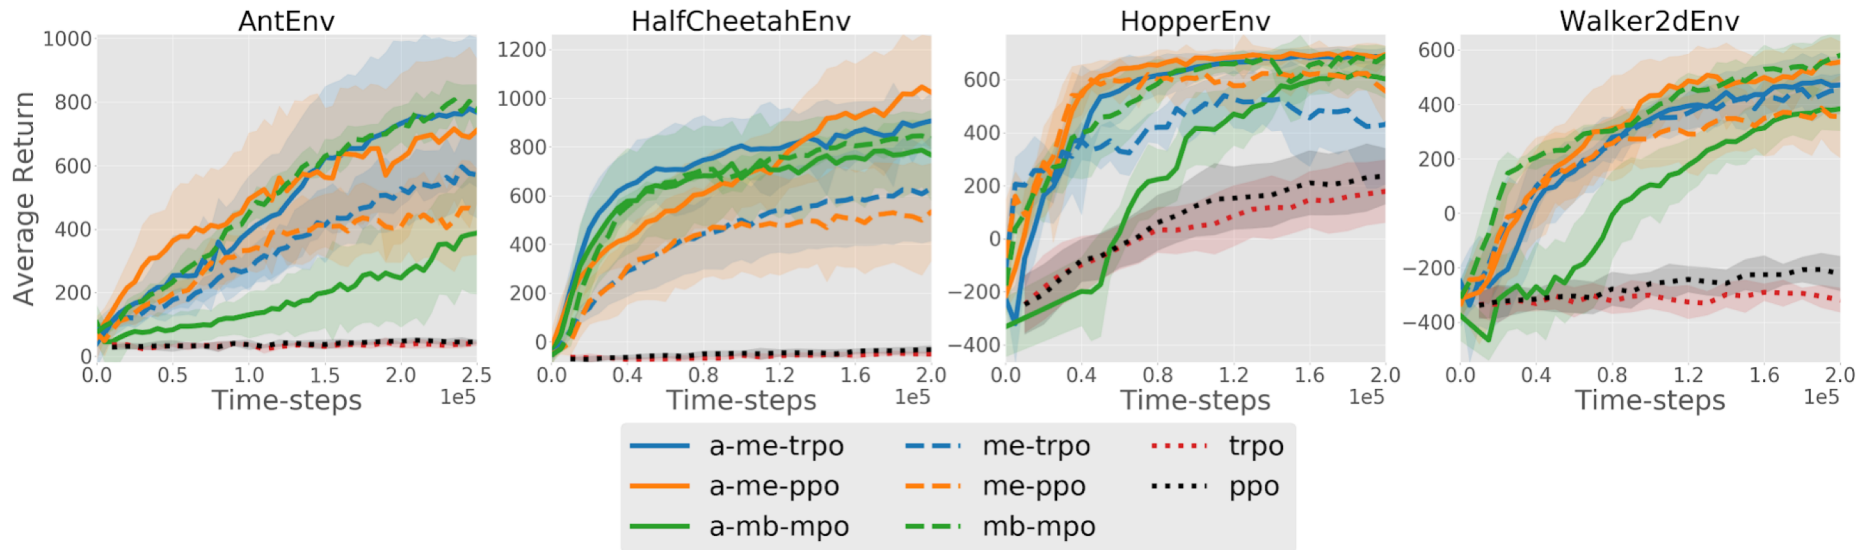 AntEnv
HalfCheetahEnv
HopperEnv
Walker2dEnv
Average Return
1000
800
600
400
200
0
0.0 0.5 1.0 1.5 2.0 2.5
1e5
Time-steps
1200
1000
800
600
400
200
0
0.0 0.4 0.8 1.2 1.6 2.0
1e5
Time-steps
600
400
200
0
−200
−400
0.0 0.4 0.8 1.2 1.6 2.0
1e5
Time-steps
600
400
200
0
−200
−400
0.0 0.4 0.8 1.2 1.6 2.0
1e5
Time-steps
a-me-trpo
me-trpo
trpo
a-me-ppo
me-ppo
ppo
a-mb-mpo
mb-mpo